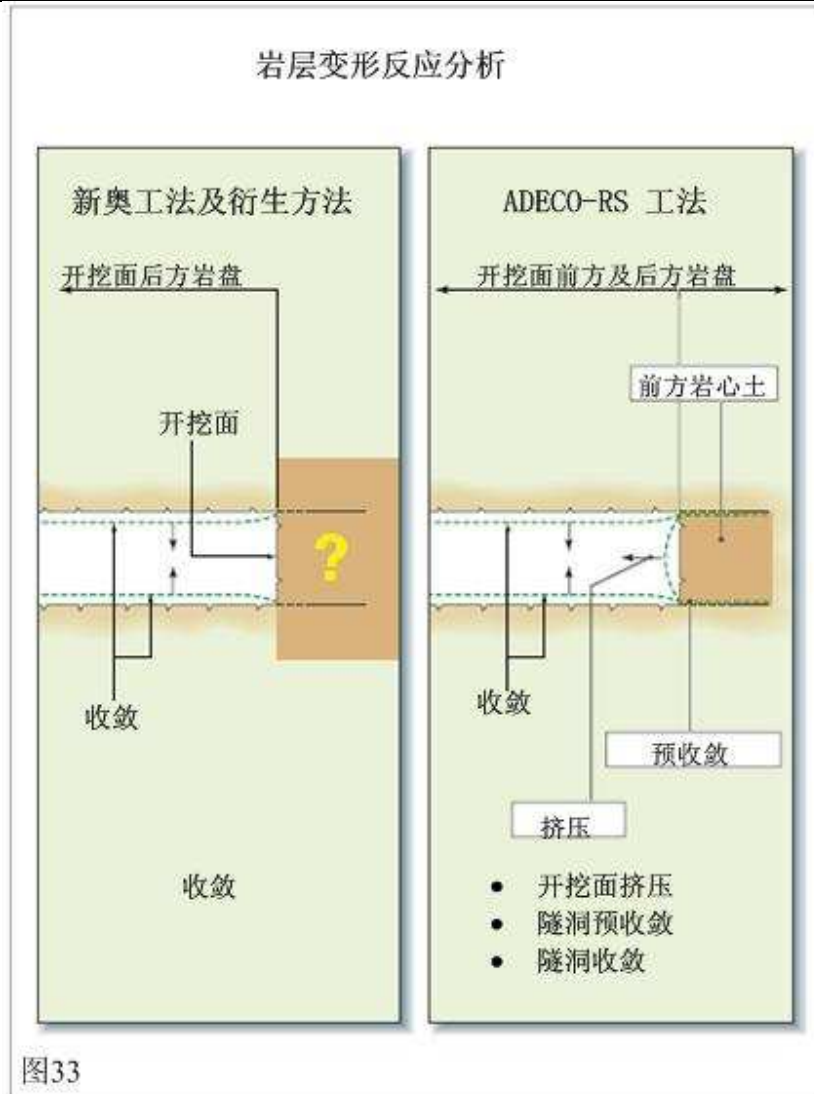 岩层变形反应分析
新奥工法及衍生方法
开挖面后方岩盘
开挖面
?
收敛
收敛
ADECO-RS 工法
开挖面前方及后方岩盘
前方岩心土
收敛
预收敛
挤压
• 开挖面挤压
• 隧洞预收敛
• 隧洞收敛
图33